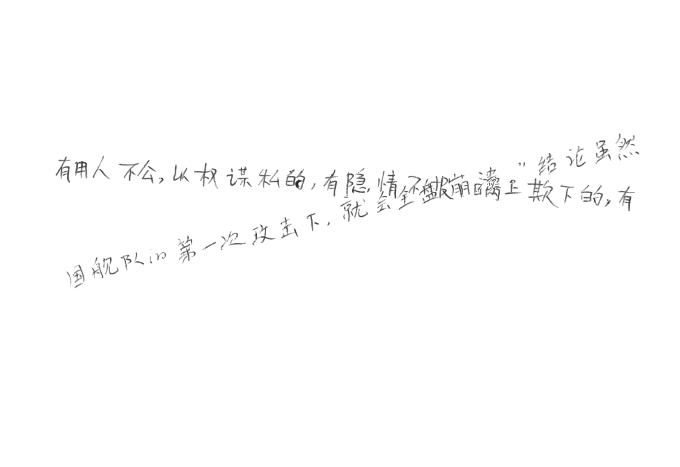 有用人不公,以权谋私的,有隐情不报瞒上欺下的,有
国舰队的第一次攻击下,就会全盘崩溃"结论虽然